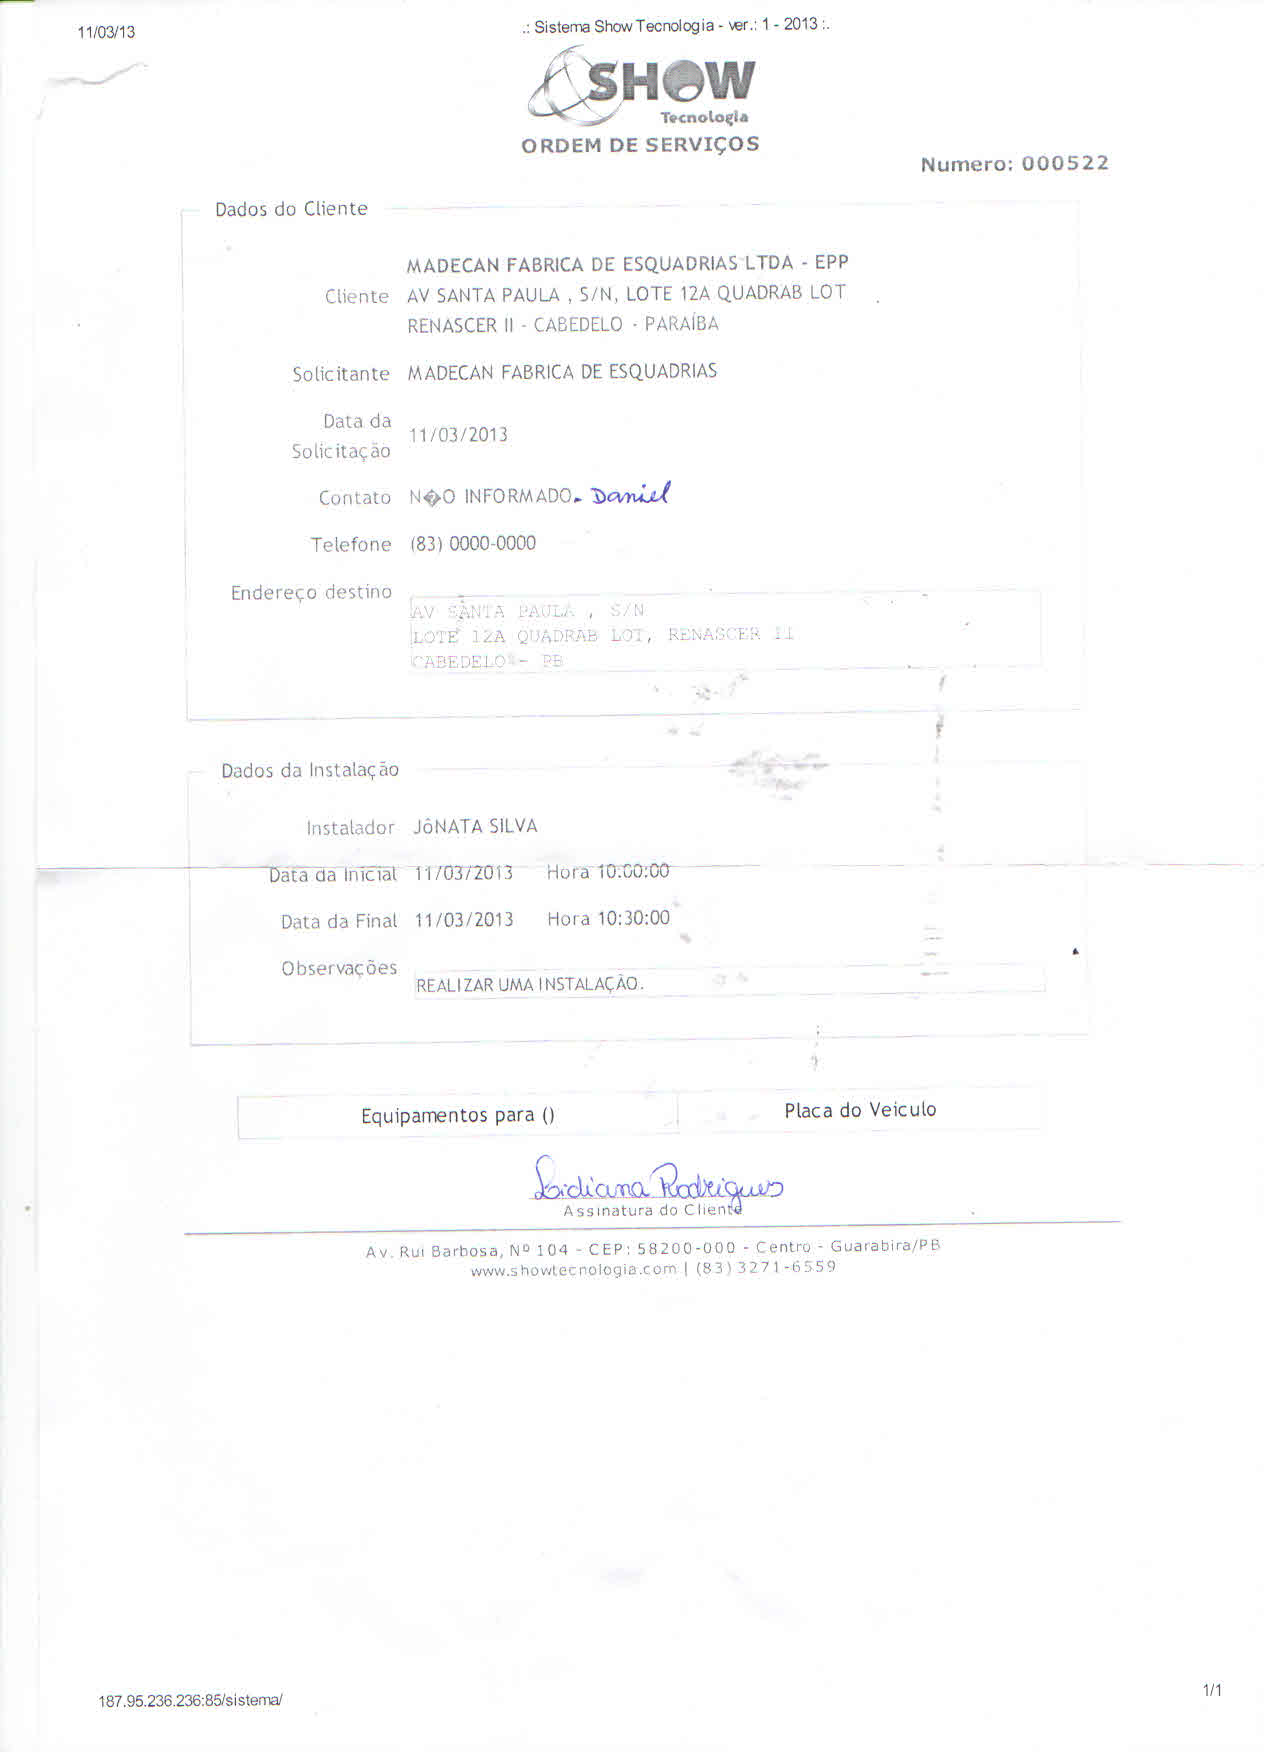 11/03/13
.: Sistema Show Tecnologia - ver.: 1 - 2013 :.
SHOW
Tecnologia
ORDEM DE SERVIÇOS
Numero: 000522
Dados do Cliente
MADECAN FABRICA DE ESQUADRIAS LTDA - EPP
Cliente AV SANTA PAULA , S/N, LOTE 12A QUADRAB LOT
RENASCER II - CABEDELO - PARAÍBA
Solicitante MADECAN FABRICA DE ESQUADRIAS
Data da
Solicitação 11/03/2013
Contato N�O INFORMADO. Daniel
Telefone (83) 0000-0000
Endereço destino
AV SANTA PAULA , S/N
LOTE 12A QUADRAB LOT, RENASCER II
CABEDELO - PB
Dados da Instalação
Instalador JôNATA SILVA
Data da Inicial 11/03/2013 Hora 10:00:00
Data da Final 11/03/2013 Hora 10:30:00
Observações
REALIZAR UMA INSTALAÇÃO.
Equipamentos para () Placa do Veiculo
Lidiana Rodrigues
Assinatura do Cliente
Av. Rui Barbosa, Nº 104 - CEP: 58200-000 - Centro - Guarabira/PB
www.showtecnologia.com | (83) 3271-6559
187.95.236.236:85/sistema/ 1/1